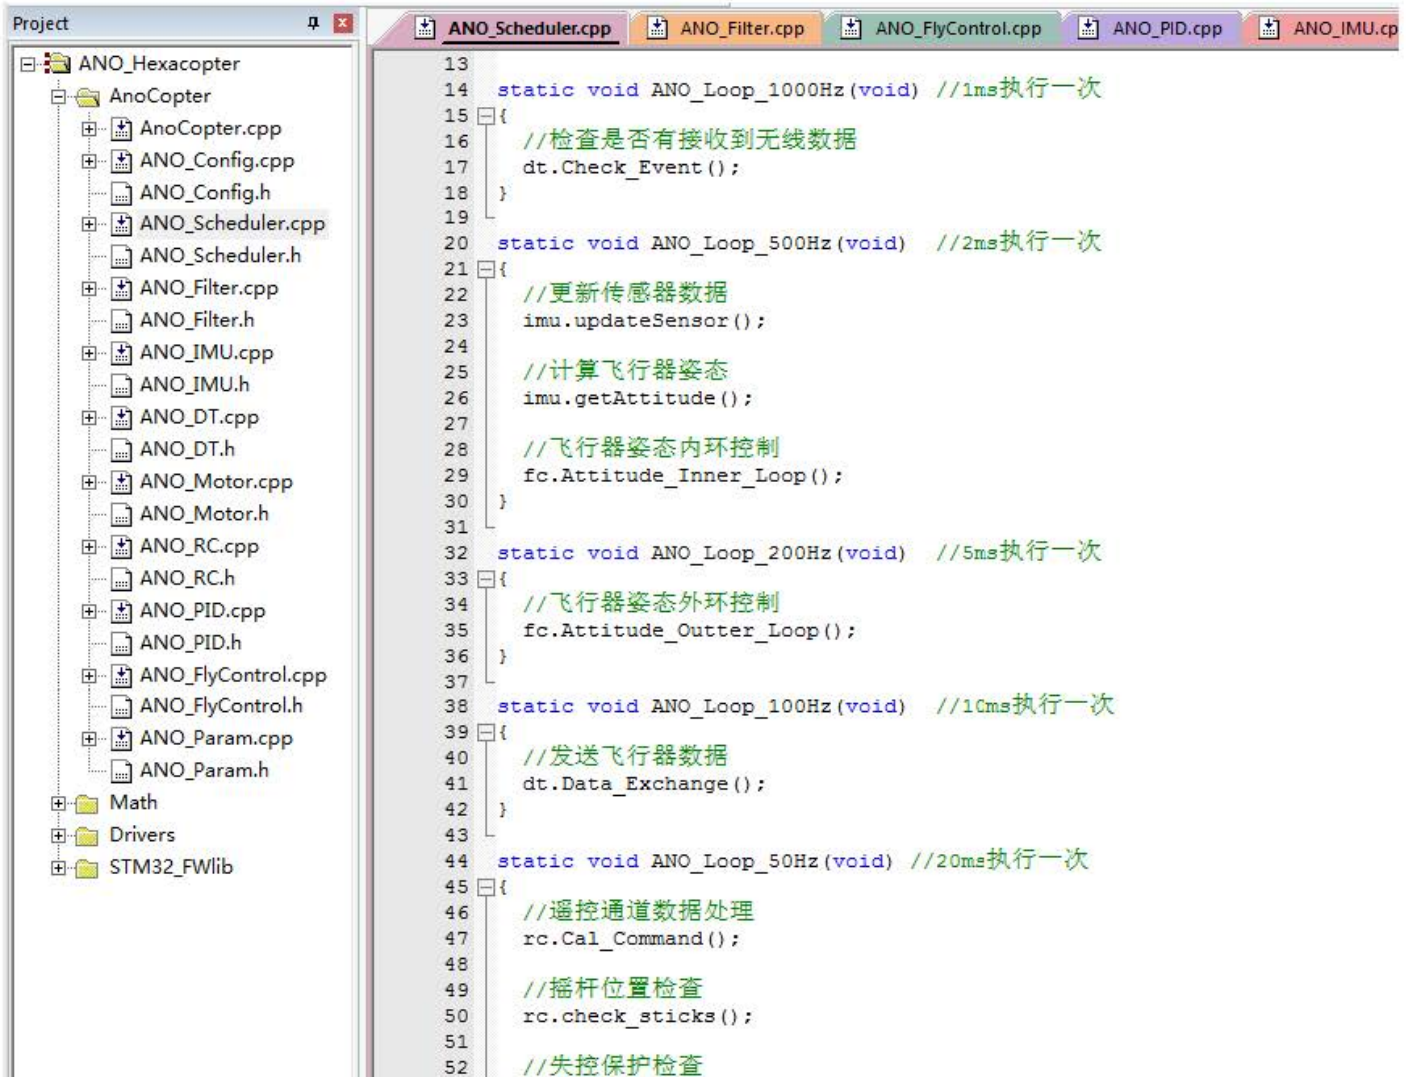 Project
ANO_Hexacopter
AnoCopter
AnoCopter.cpp
ANO_Config.cpp
ANO_Config.h
ANO_Scheduler.cpp
ANO_Scheduler.h
ANO_Filter.cpp
ANO_Filter.h
ANO_IMU.cpp
ANO_IMU.h
ANO_DT.cpp
ANO_DT.h
ANO_Motor.cpp
ANO_Motor.h
ANO_RC.cpp
ANO_RC.h
ANO_PID.cpp
ANO_PID.h
ANO_FlyControl.cpp
ANO_FlyControl.h
ANO_Param.cpp
ANO_Param.h
Math
Drivers
STM32_FWlib
ANO_Scheduler.cpp ANO_Filter.cpp ANO_FlyControl.cpp ANO_PID.cpp ANO_IMU.cp
13
14 static void ANO_Loop_1000Hz(void) //1ms执行一次
15 {
16 //检查是否有接收到无线数据
17 dt.Check_Event();
18 }
19
20 static void ANO_Loop_500Hz(void) //2ms执行一次
21 {
22 //更新传感器数据
23 imu.updateSensor();
24
25 //计算飞行器姿态
26 imu.getAttitude();
27
28 //飞行器姿态内环控制
29 fc.Attitude_Inner_Loop();
30 }
31
32 static void ANO_Loop_200Hz(void) //5ms执行一次
33 {
34 //飞行器姿态外环控制
35 fc.Attitude_Outter_Loop();
36 }
37
38 static void ANO_Loop_100Hz(void) //10ms执行一次
39 {
40 //发送飞行器数据
41 dt.Data_Exchange();
42 }
43
44 static void ANO_Loop_50Hz(void) //20ms执行一次
45 {
46 //遥控通道数据处理
47 rc.Cal_Command();
48
49 //摇杆位置检查
50 rc.check_sticks();
51
52 //失控保护检查